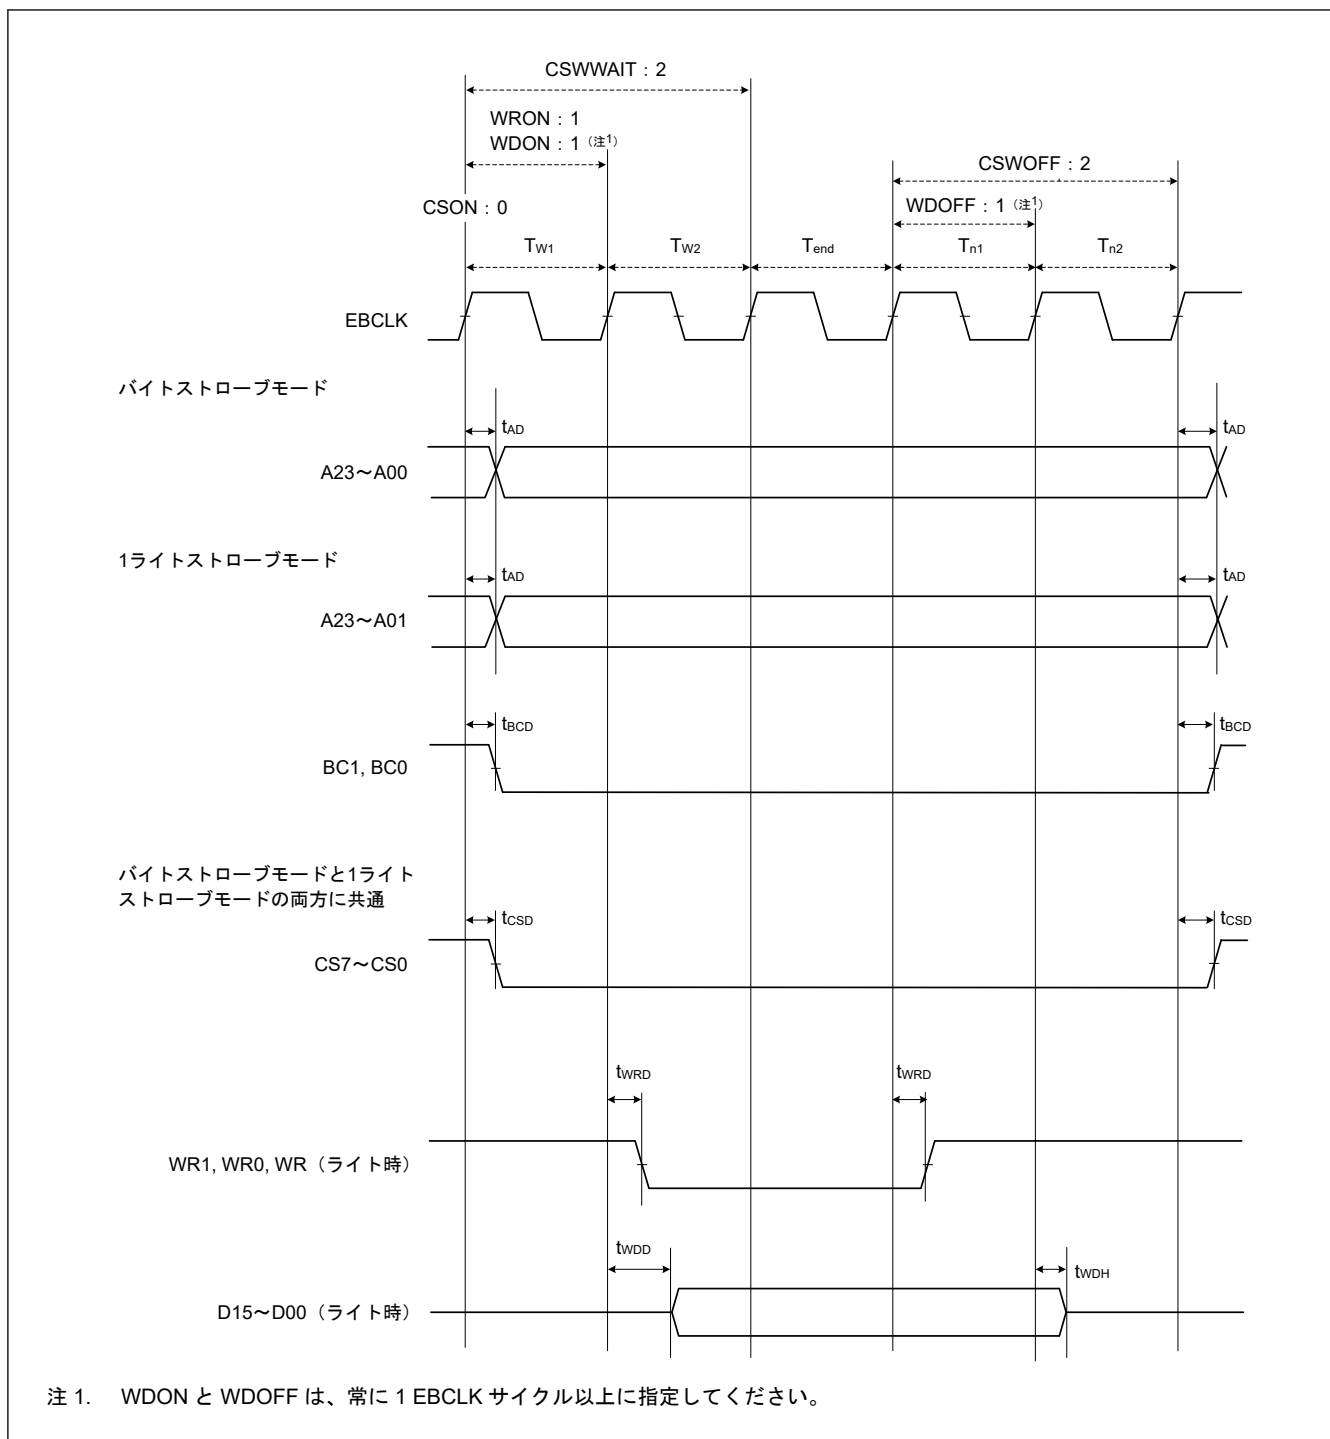 CSWWAIT：2
WRON：1
WDON：1（注1）
CSWOFF：2
CSON：0
WDOFF：1（注1）
TW1 TW2 Tend Tn1 Tn2
EBCLK
バイトストローブモード
tAD tAD
A23～A00
1ライトストローブモード
tAD tAD
A23～A01
tBCD tBCD
BC1, BC0
バイトストローブモードと1ライト
ストローブモードの両方に共通
tCSD tCSD
CS7～CS0
tWRD tWRD
WR1, WR0, WR（ライト時）
tWDD tWDH
D15～D00（ライト時）
注 1. WDON と WDOFF は、常に 1 EBCLK サイクル以上に指定してください。